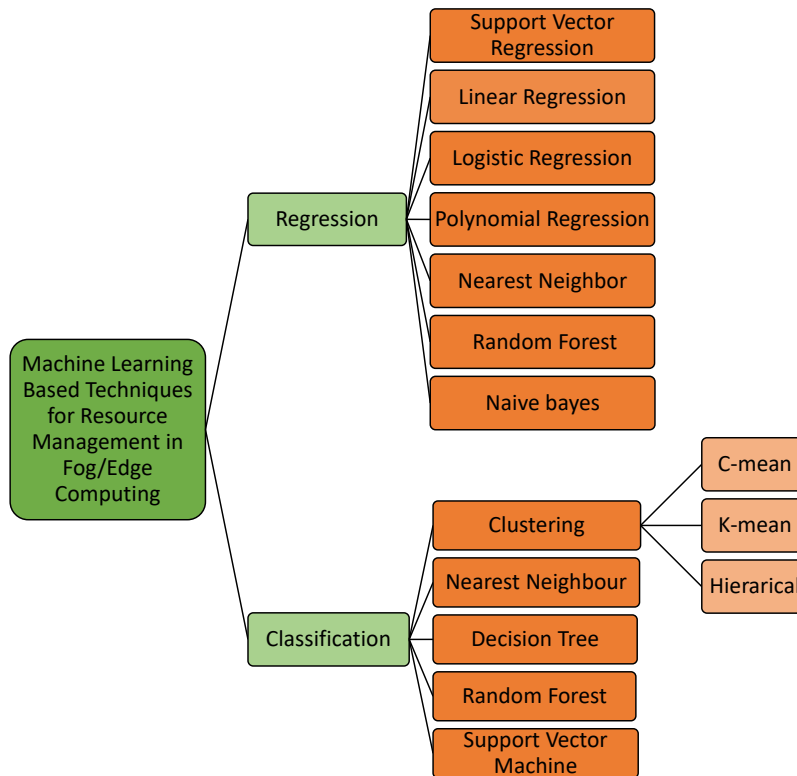 Support Vector
Regression
Linear Regression
Logistic Regression
Regression
Polynomial Regression
Nearest Neighbor
Random Forest
Naive bayes
Machine Learning
Based Techniques
for Resource
Management in
Fog/Edge
Computing
C-mean
Clustering
K-mean
Nearest Neighbour
Hierarical
Classification
Decision Tree
Random Forest
Support Vector
Machine